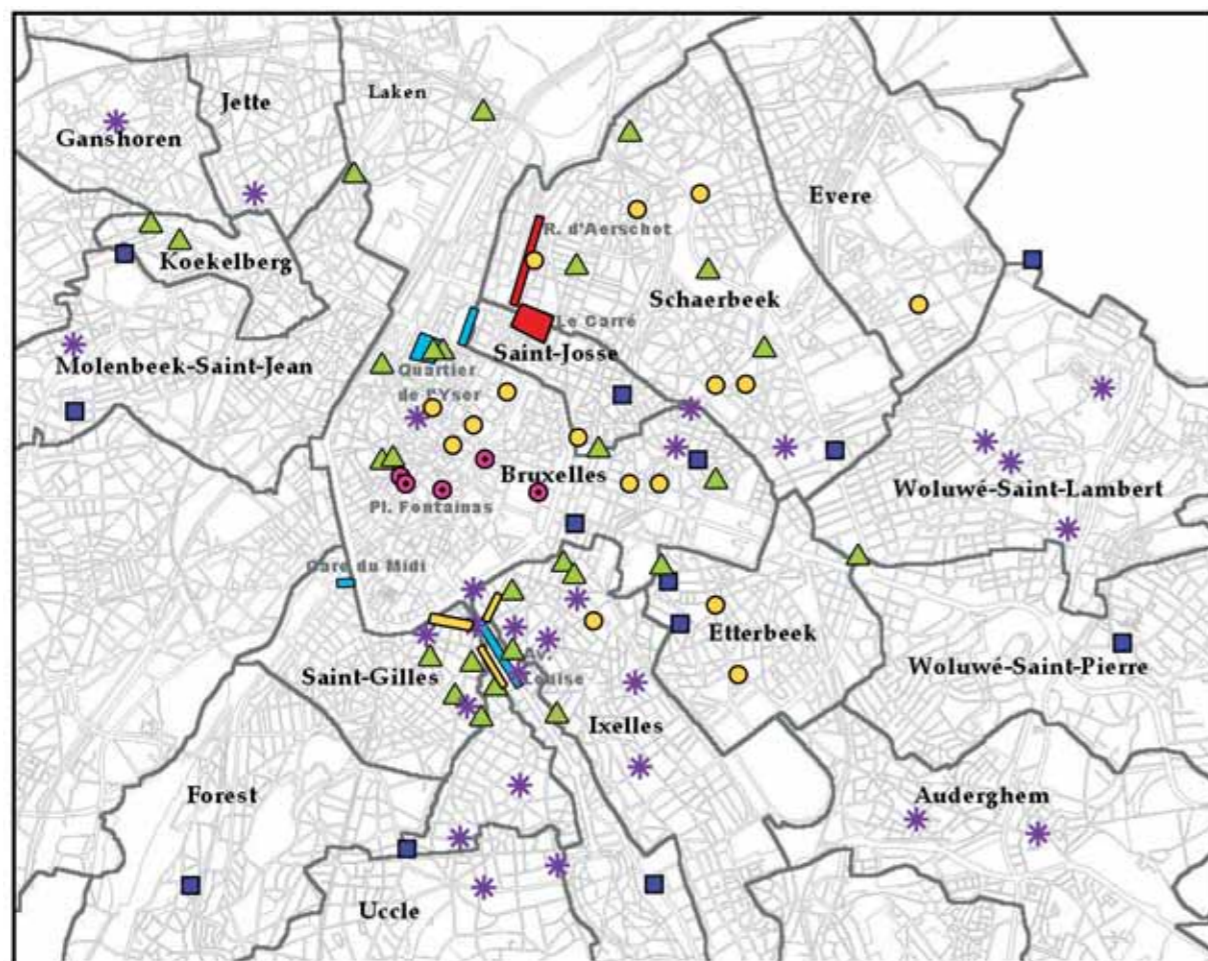 Laken
Jette
Ganshoren
Evere
R. d'Aerschot
Koekelberg
Schaerbeek
Le Carré
Saint-Josse
Molenbeek-Saint-Jean
Quartier
de l'Yser
Bruxelles
Woluwé-Saint-Lambert
Pl. Fontainas
Gare du Midi
Etterbeek
Woluwé-Saint-Pierre
Saint-Gilles
Av.
Louise
Ixelles
Forest
Auderghem
Uccle